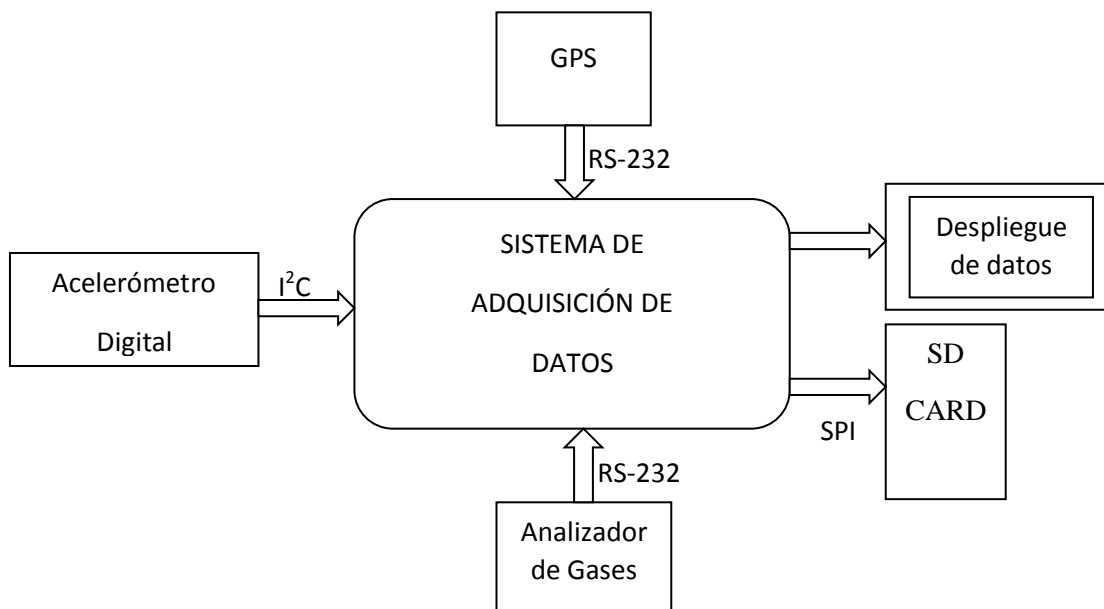 GPS
RS-232
SISTEMA DE
ADQUISICIÓN DE
DATOS
Acelerómetro
Digital
I²C
Despliegue
de datos
SD
CARD
SPI
RS-232
Analizador
de Gases